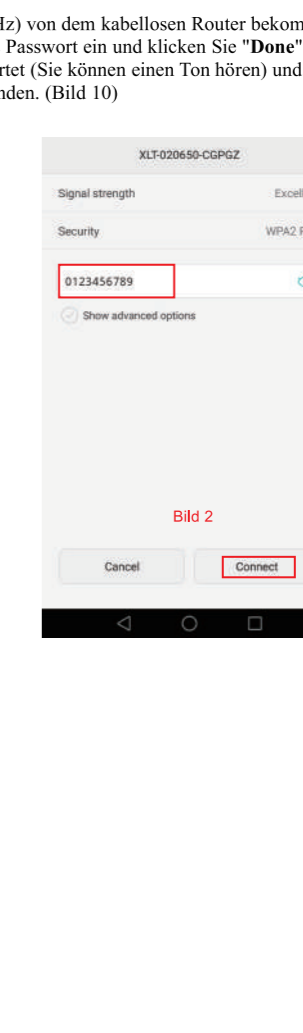 Hz) von dem kabellosen Router bekom
Passwort ein und klicken Sie "Done"
rtet (Sie können einen Ton hören) und
nden. (Bild 10)
XLT-020650-CGPGZ
Signal strength Excell
Security WPA2 P
0123456789
Show advanced options
Bild 2
Cancel Connect